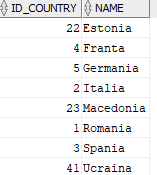 ID_COUNTRY NAME
22 Estonia
4 Franta
5 Germania
2 Italia
23 Macedonia
1 Romania
3 Spania
41 Ucraina